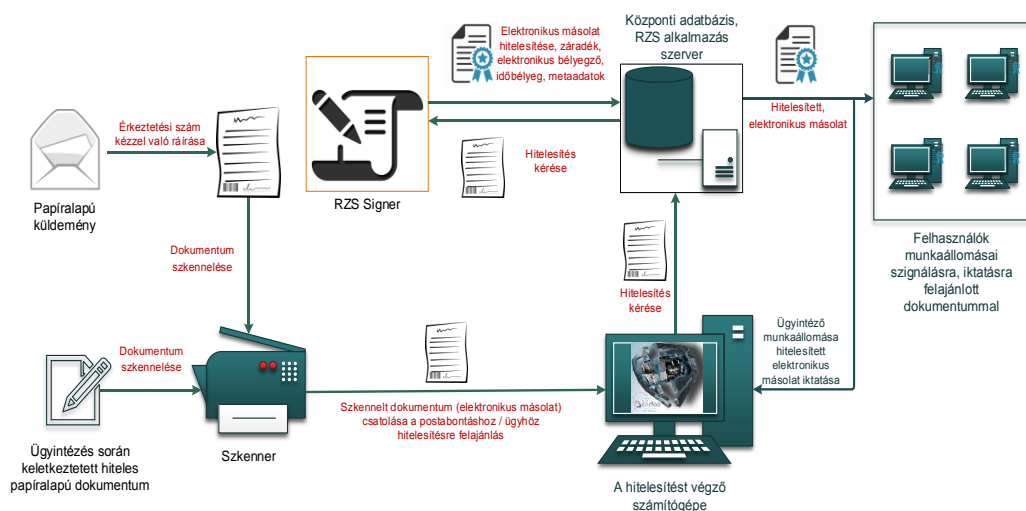 Elektronikus másolat
hitelesítése, záradék,
elektronikus bélyegző,
időbélyeg, metaadatok
Központi adatbázis,
RZS alkalmazás
szerver
Érkeztetési szám
kézzel való ráírása
Hitelesített,
elektronikus másolat
Hitelesítés
kérése
Papíralapú
küldemény
RZS Signer
Dokumentum
szkennelése
Felhasználók
munkaállomásai
szignálásra, iktatásra
felajánlott
dokumentummal
Hitelesítés
kérése
Dokumentum
szkennelése
Ügyintéző
munkaállomása
hitelesített
elektronikus
másolat iktatása
Szkennelt dokumentum (elektronikus másolat)
csatolása a postabontáshoz / ügyhöz
hitelesítésre felajánlás
Ügyintézés során
keletkeztetett hiteles
papíralapú dokumentum
Szkenner
A hitelesítést végző
számítógépe